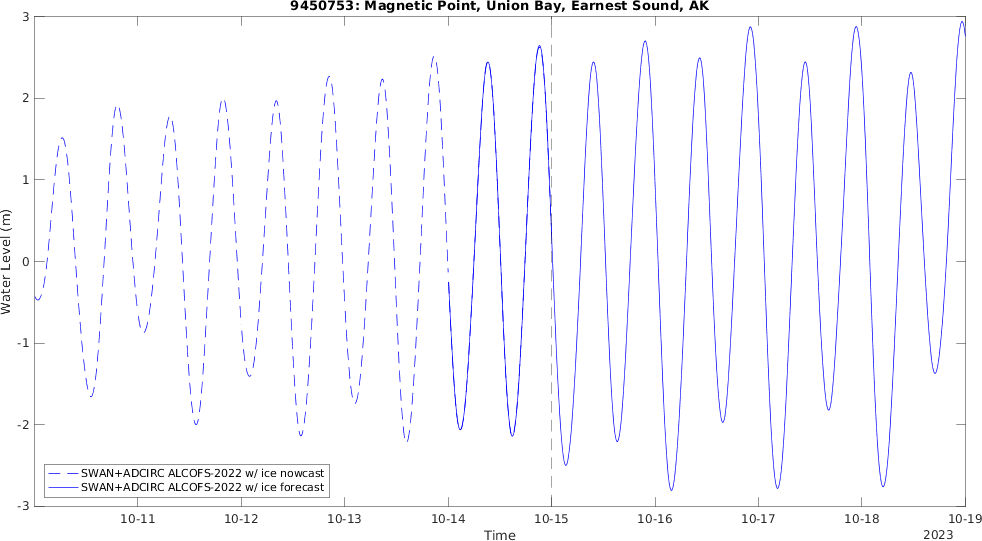 9450753: Magnetic Point, Union Bay, Earnest Sound, AK
3
2
1
0
-1
-2
-3
Water Level (m)
SWAN+ADCIRC ALCOFS-2022 w/ ice nowcast
SWAN+ADCIRC ALCOFS-2022 w/ ice forecast
10-11 10-12 10-13 10-14 10-15 10-16 10-17 10-18 10-19
Time
2023